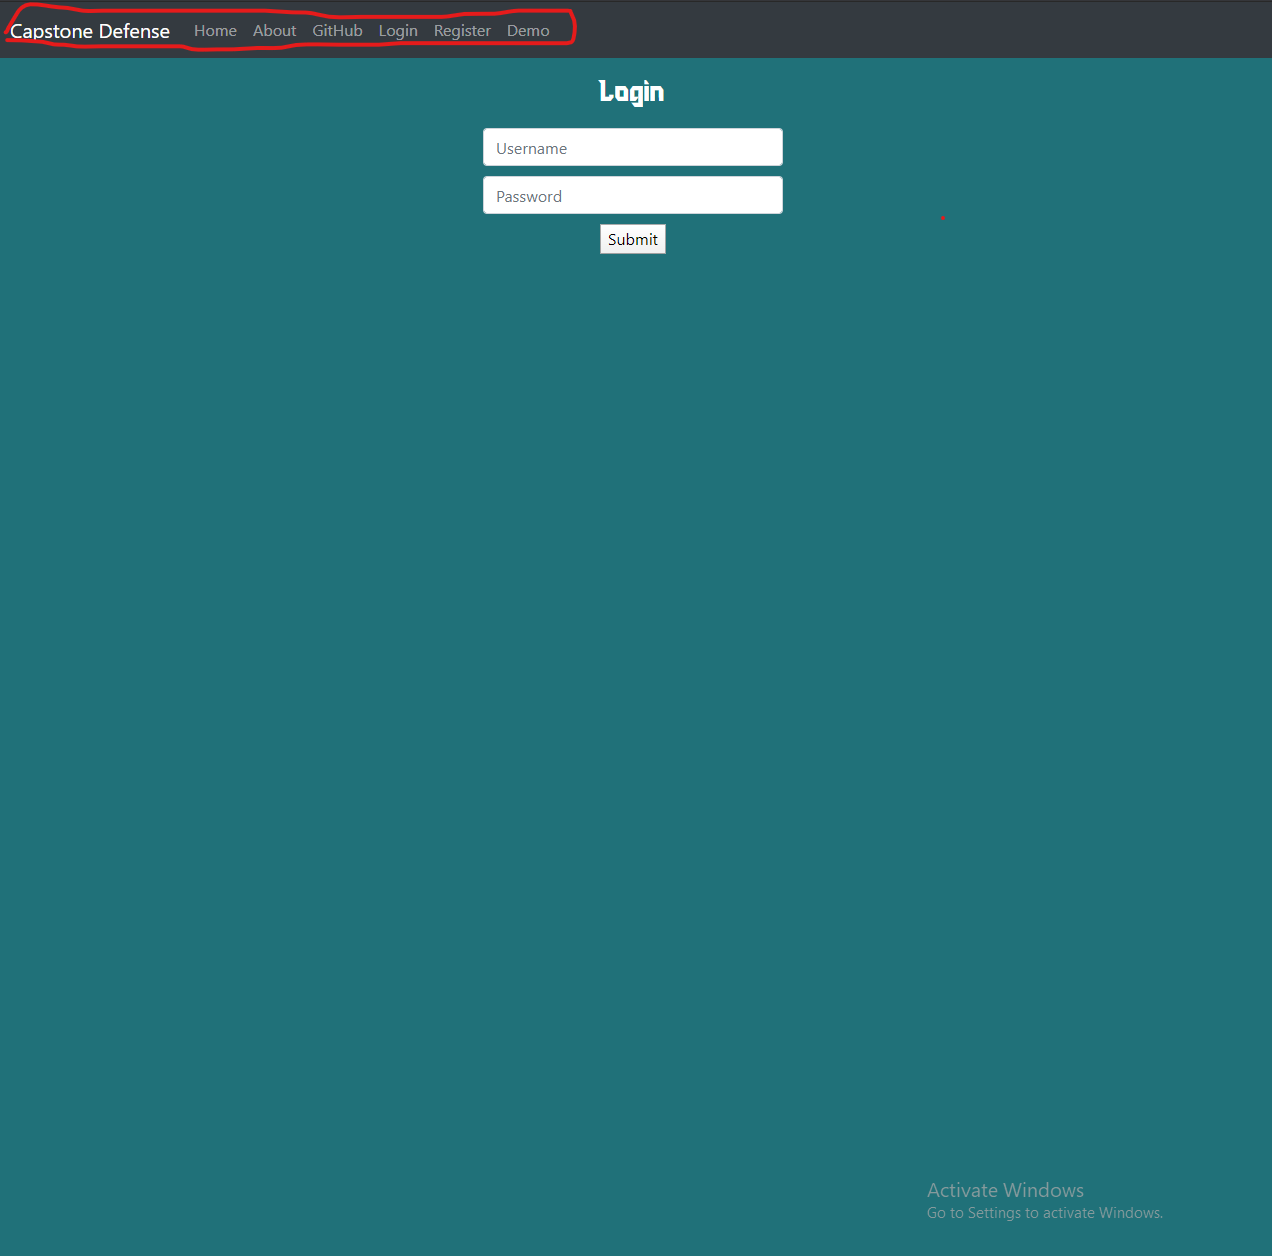 Capstone Defense Home About GitHub Login Register Demo
Login
Username
Password
Submit
Activate Windows
Go to Settings to activate Windows.